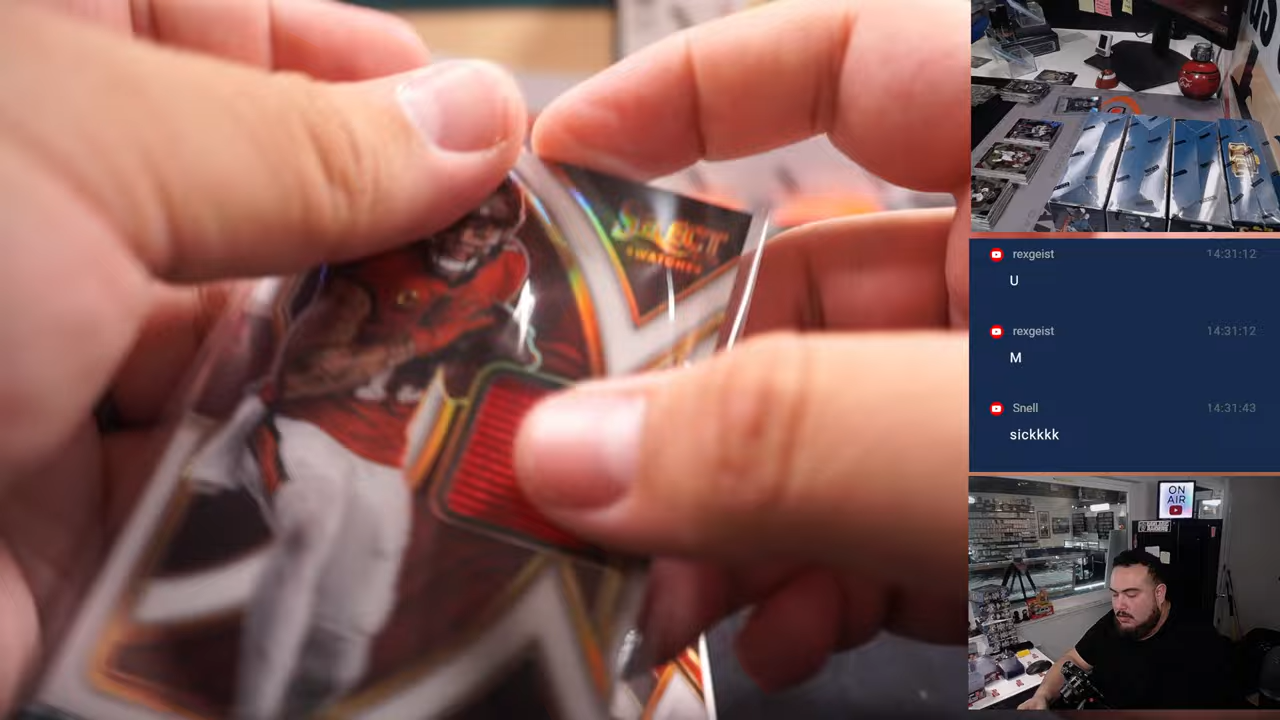 SELECT
SWATCHES
rexgeist 14:31:12
U
rexgeist 14:31:12
M
Snell 14:31:43
sickkkk
ON
AIR